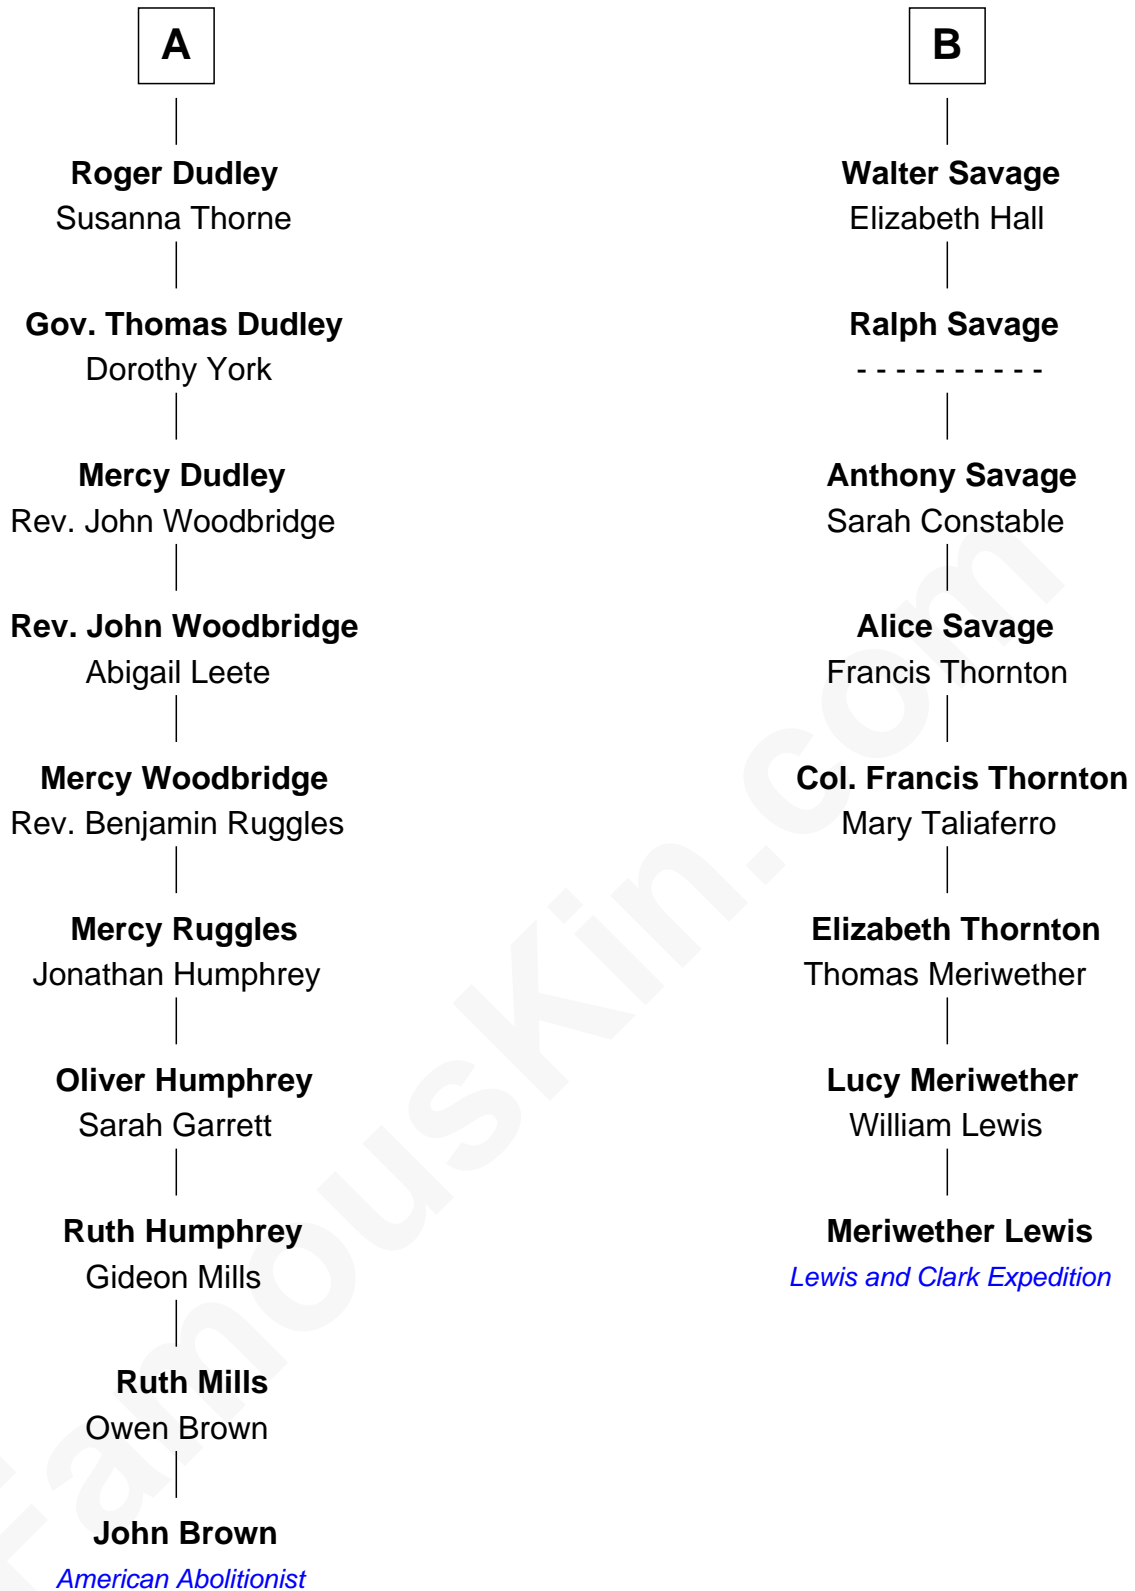 A
Roger Dudley
Susanna Thorne
Gov. Thomas Dudley
Dorothy York
Mercy Dudley
Rev. John Woodbridge
Rev. John Woodbridge
Abigail Leete
Mercy Woodbridge
Rev. Benjamin Ruggles
Mercy Ruggles
Jonathan Humphrey
Oliver Humphrey
Sarah Garrett
Ruth Humphrey
Gideon Mills
Ruth Mills
Owen Brown
John Brown
American Abolitionist
B
Walter Savage
Elizabeth Hall
Ralph Savage
- - - - - - - - - -
Anthony Savage
Sarah Constable
Alice Savage
Francis Thornton
Col. Francis Thornton
Mary Taliaferro
Elizabeth Thornton
Thomas Meriwether
Lucy Meriwether
William Lewis
Meriwether Lewis
Lewis and Clark Expedition
FamousKin.com